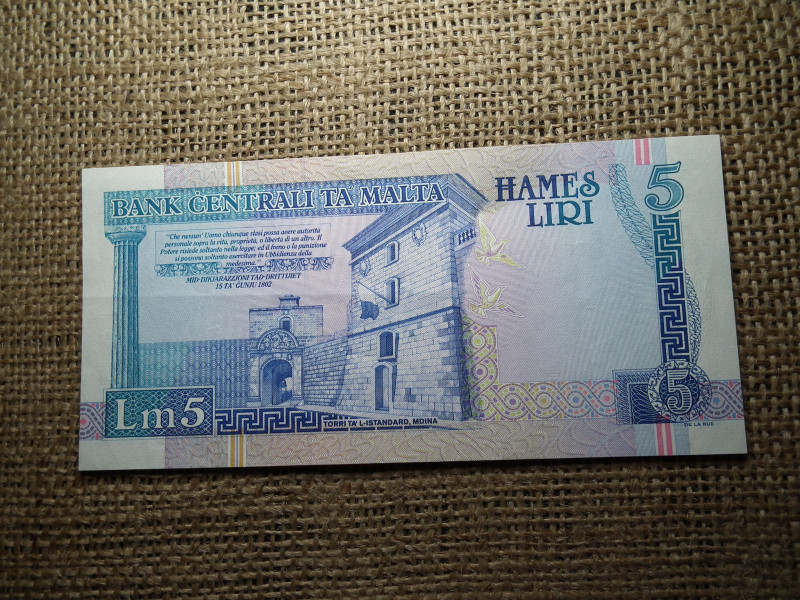 BANK ĊENTRALI TA' MALTA
ĦAMES
LIRI
5
"Che nessun' Uomo chiunque siasi possa avere autorità
personale sopra la vita, proprietà, o libertà di un altro. Il
Potere risiede soltanto nella legge; ed il freno o la punizione
si possono soltanto esercitare in Ubbidienza della
medesima."
MID-DIKJARAZZJONI TAD-DRITTIJIET
15 TA' ĠUNJU 1802
Lm5
TORRI TA' L-ISTANDARD, MDINA
5
DE LA RUE